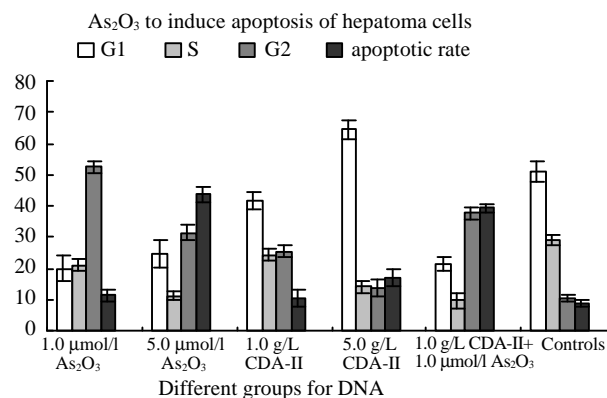 As₂O₃ to induce apoptosis of hepatoma cells
G1 S G2 apoptotic rate
80
70
60
50
40
30
20
10
0
1.0 μmol/l 5.0 μmol/l 1.0 g/L 5.0 g/L 1.0 g/L CDA-II+ Controls
As₂O₃ As₂O₃ CDA-II CDA-II 1.0 μmol/l As₂O₃
Different groups for DNA